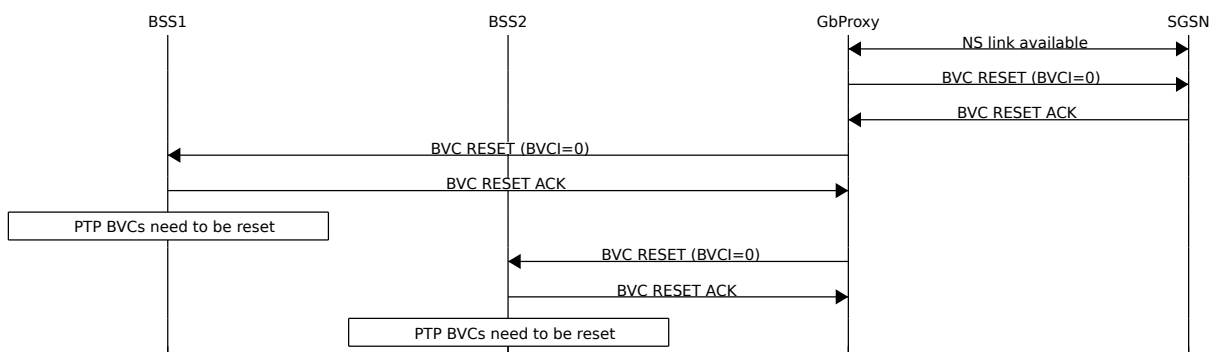 BSS1 BSS2 GbProxy SGSN
NS link available
BVC RESET (BVCI=0)
BVC RESET ACK
BVC RESET (BVCI=0)
BVC RESET ACK
PTP BVCs need to be reset
BVC RESET (BVCI=0)
BVC RESET ACK
PTP BVCs need to be reset